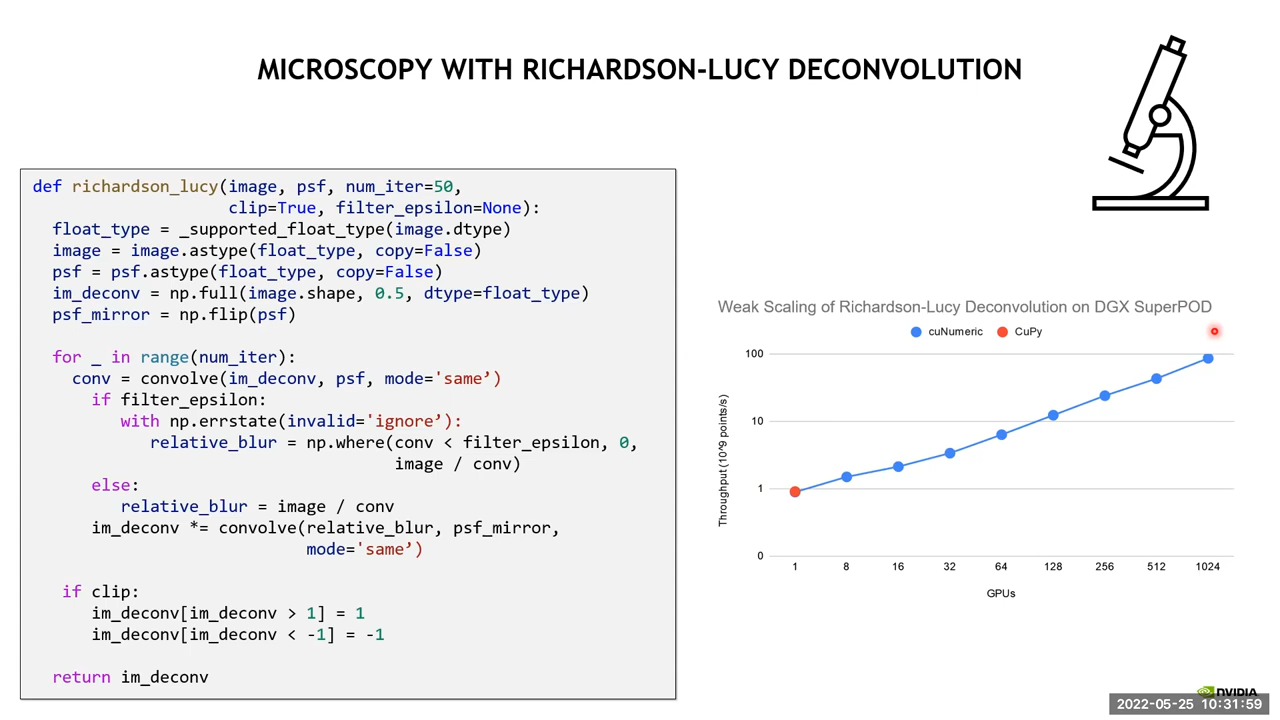 MICROSCOPY WITH RICHARDSON-LUCY DECONVOLUTION
def richardson_lucy(image, psf, num_iter=50,
clip=True, filter_epsilon=None):
float_type = _supported_float_type(image.dtype)
image = image.astype(float_type, copy=False)
psf = psf.astype(float_type, copy=False)
im_deconv = np.full(image.shape, 0.5, dtype=float_type)
psf_mirror = np.flip(psf)
for _ in range(num_iter):
conv = convolve(im_deconv, psf, mode='same’)
if filter_epsilon:
with np.errstate(invalid='ignore’):
relative_blur = np.where(conv < filter_epsilon, 0,
image / conv)
else:
relative_blur = image / conv
im_deconv *= convolve(relative_blur, psf_mirror,
mode='same’)
if clip:
im_deconv[im_deconv > 1] = 1
im_deconv[im_deconv < -1] = -1
return im_deconv
Weak Scaling of Richardson-Lucy Deconvolution on DGX SuperPOD
cuNumeric CuPy
Throughput (10^9 points/s)
100
10
1
0
1 8 16 32 64 128 256 512 1024
GPUs
NVIDIA
2022-05-25 10:31:59